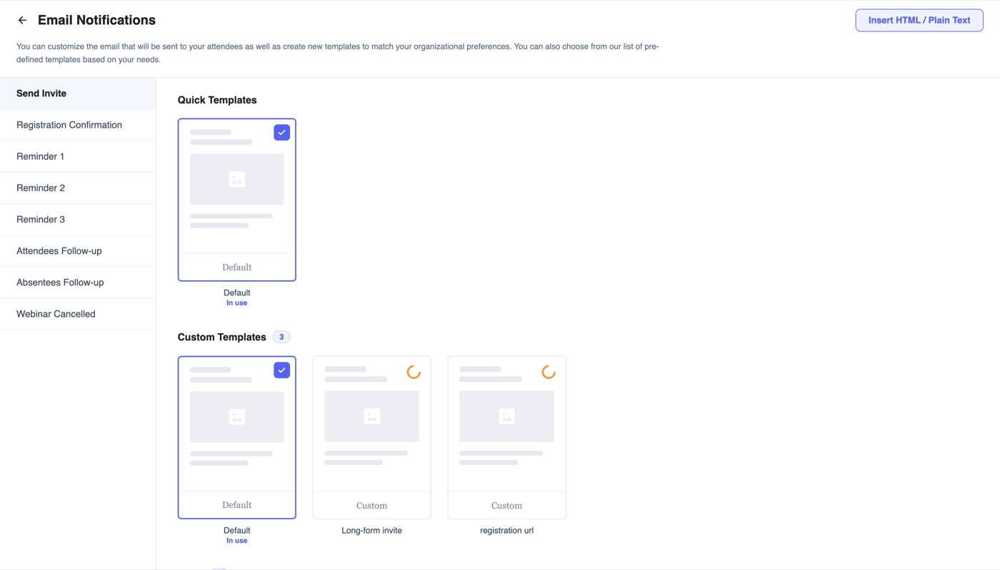 Email Notifications
Insert HTML / Plain Text
You can customize the email that will be sent to your attendees as well as create new templates to match your organizational preferences. You can also choose from our list of pre-
defined templates based on your needs.
Send Invite
Registration Confirmation
Reminder 1
Reminder 2
Reminder 3
Attendees Follow-up
Absentees Follow-up
Webinar Cancelled
Quick Templates
Default
Default
In use
Custom Templates 3
Default
Default
In use
Custom
Long-form invite
Custom
registration url